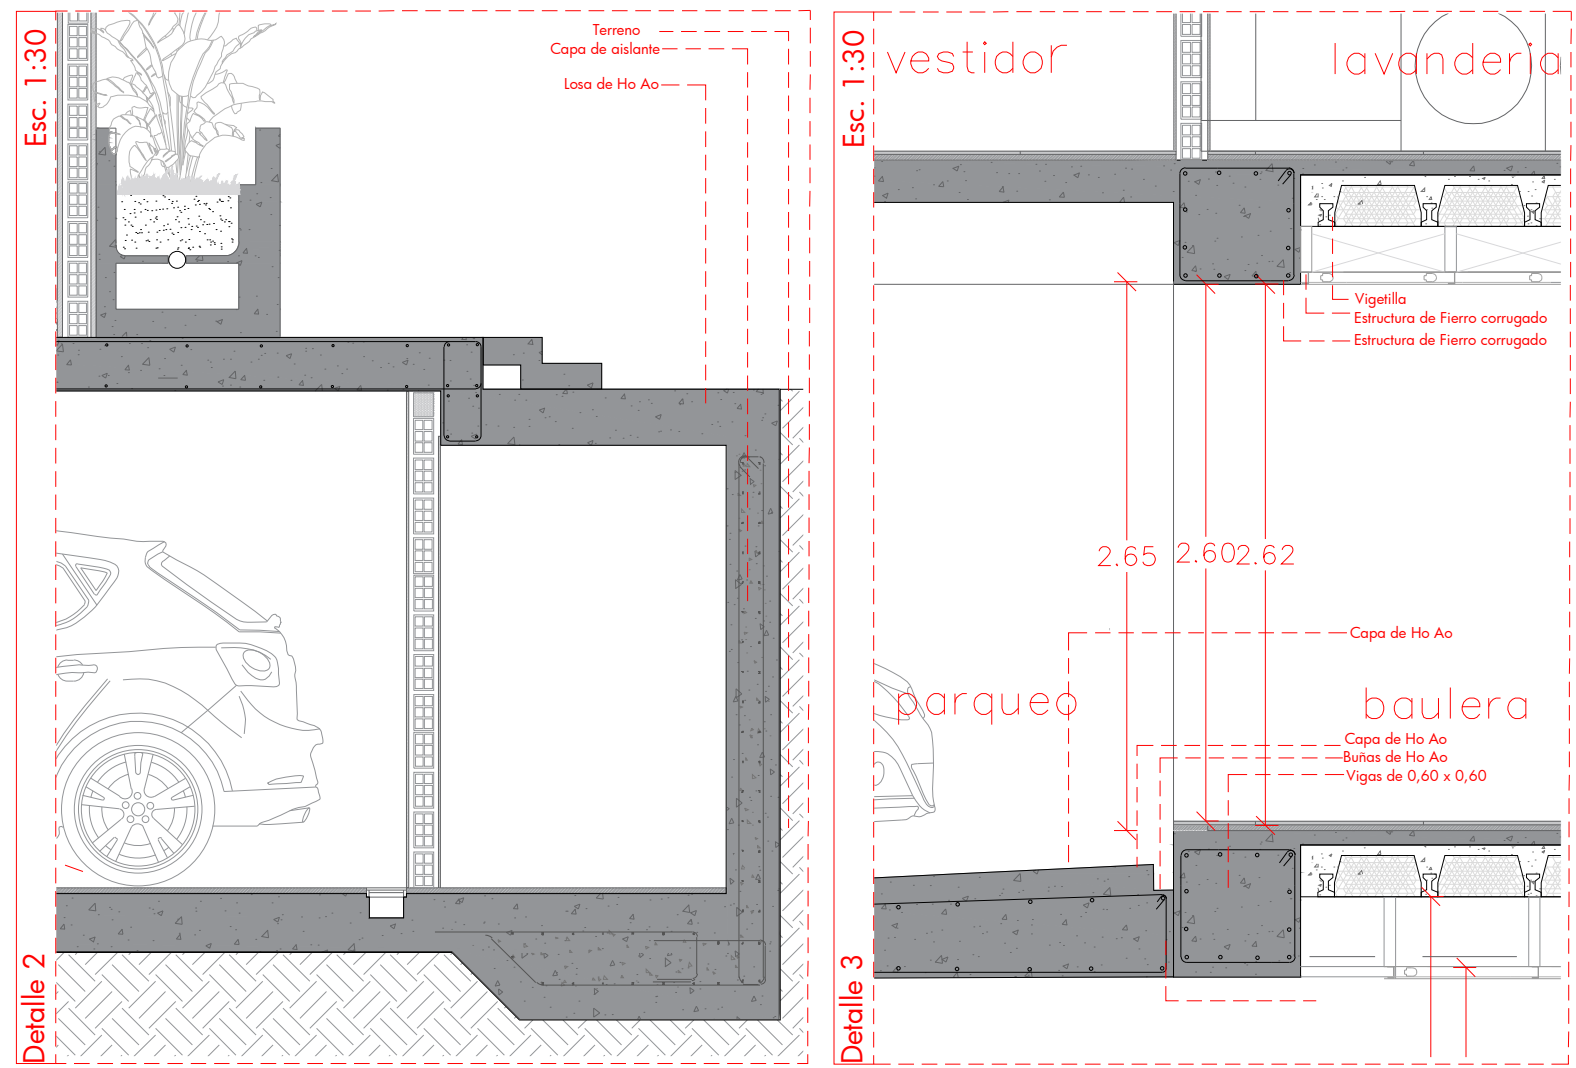 Esc. 1:30
Terreno
Capa de aislante
Losa de Ho Ao
Detalle 2
Esc. 1:30
vestidor
lavanderia
Vigetilla
Estructura de Fierro corrugado
Estructura de Fierro corrugado
2.65
2.60
2.62
Capa de Ho Ao
parqueo
baulera
Capa de Ho Ao
Buñas de Ho Ao
Vigas de 0,60 x 0,60
Detalle 3